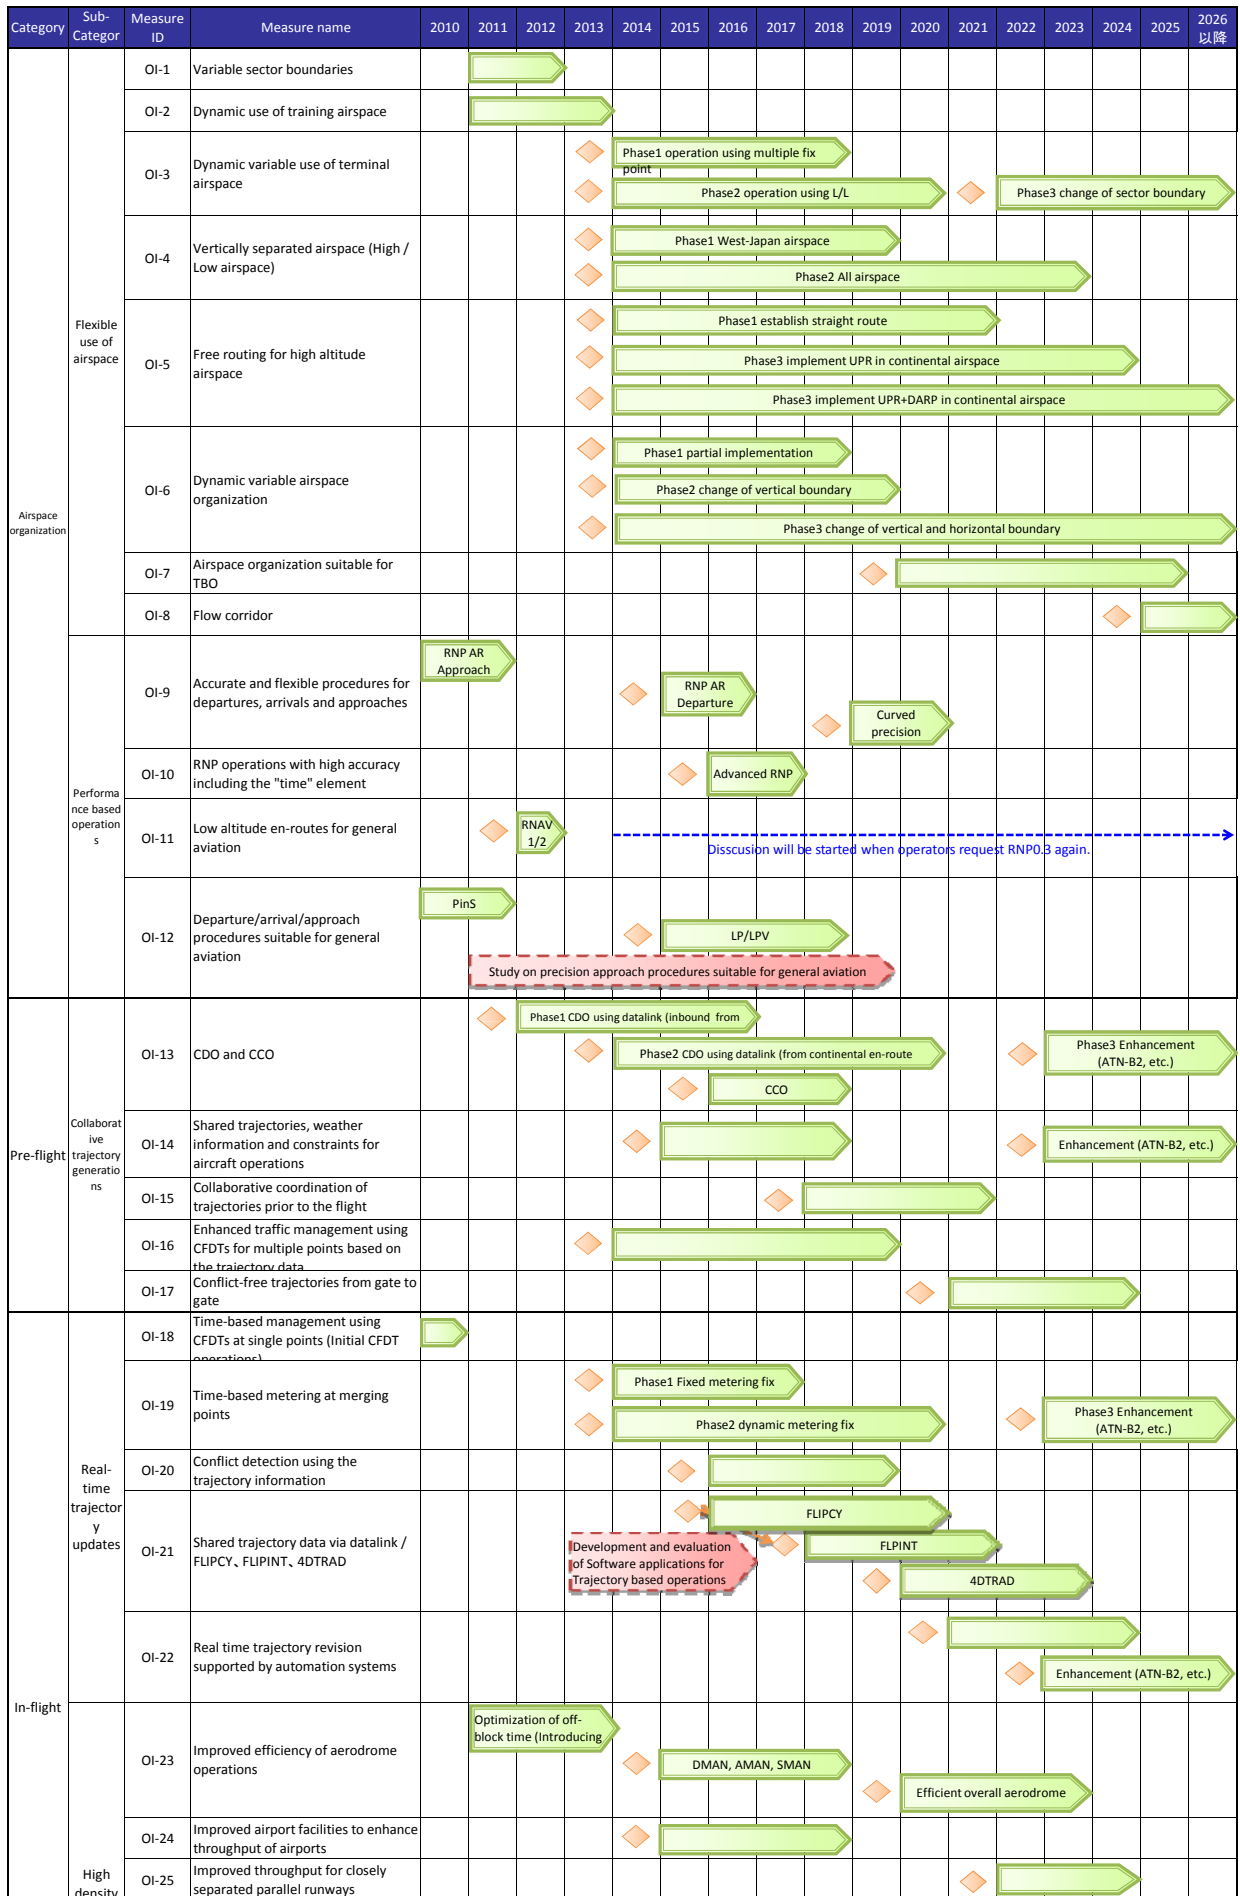 Category
Sub-
Categor
Measure
ID
Measure name
2010
2011
2012
2013
2014
2015
2016
2017
2018
2019
2020
2021
2022
2023
2024
2025
2026
以降
Airspace
organization
Flexible
use of
airspace
OI-1
Variable sector boundaries
OI-2
Dynamic use of training airspace
OI-3
Dynamic variable use of terminal
airspace
Phase1 operation using multiple fix
point
Phase2 operation using L/L
Phase3 change of sector boundary
OI-4
Vertically separated airspace (High /
Low airspace)
Phase1 West-Japan airspace
Phase2 All airspace
OI-5
Free routing for high altitude
airspace
Phase1 establish straight route
Phase3 implement UPR in continental airspace
Phase3 implement UPR+DARP in continental airspace
OI-6
Dynamic variable airspace
organization
Phase1 partial implementation
Phase2 change of vertical boundary
Phase3 change of vertical and horizontal boundary
OI-7
Airspace organization suitable for
TBO
OI-8
Flow corridor
Performa
nce based
operation
s
OI-9
Accurate and flexible procedures for
departures, arrivals and approaches
RNP AR
Approach
RNP AR
Departure
Curved
precision
OI-10
RNP operations with high accuracy
including the "time" element
Advanced RNP
OI-11
Low altitude en-routes for general
aviation
RNAV
1/2
Disscusion will be started when operators request RNP0.3 again.
OI-12
Departure/arrival/approach
procedures suitable for general
aviation
PinS
LP/LPV
Study on precision approach procedures suitable for general aviation
Pre-flight
Collaborat
ive
trajectory
generatio
ns
OI-13
CDO and CCO
Phase1 CDO using datalink (inbound from
Phase2 CDO using datalink (from continental en-route
CCO
Phase3 Enhancement
(ATN-B2, etc.)
OI-14
Shared trajectories, weather
information and constraints for
aircraft operations
Enhancement (ATN-B2, etc.)
OI-15
Collaborative coordination of
trajectories prior to the flight
OI-16
Enhanced traffic management using
CFDTs for multiple points based on
the trajectory data
OI-17
Conflict-free trajectories from gate to
gate
In-flight
Real-
time
trajector
y
updates
OI-18
Time-based management using
CFDTs at single points (Initial CFDT
operations)
OI-19
Time-based metering at merging
points
Phase1 Fixed metering fix
Phase2 dynamic metering fix
Phase3 Enhancement
(ATN-B2, etc.)
OI-20
Conflict detection using the
trajectory information
OI-21
Shared trajectory data via datalink /
FLIPCY、FLIPINT、4DTRAD
FLIPCY
Development and evaluation
of Software applications for
Trajectory based operations
FLPINT
4DTRAD
OI-22
Real time trajectory revision
supported by automation systems
Enhancement (ATN-B2, etc.)
High
density
OI-23
Improved efficiency of aerodrome
operations
Optimization of off-
block time (Introducing
DMAN, AMAN, SMAN
Efficient overall aerodrome
OI-24
Improved airport facilities to enhance
throughput of airports
OI-25
Improved throughput for closely
separated parallel runways